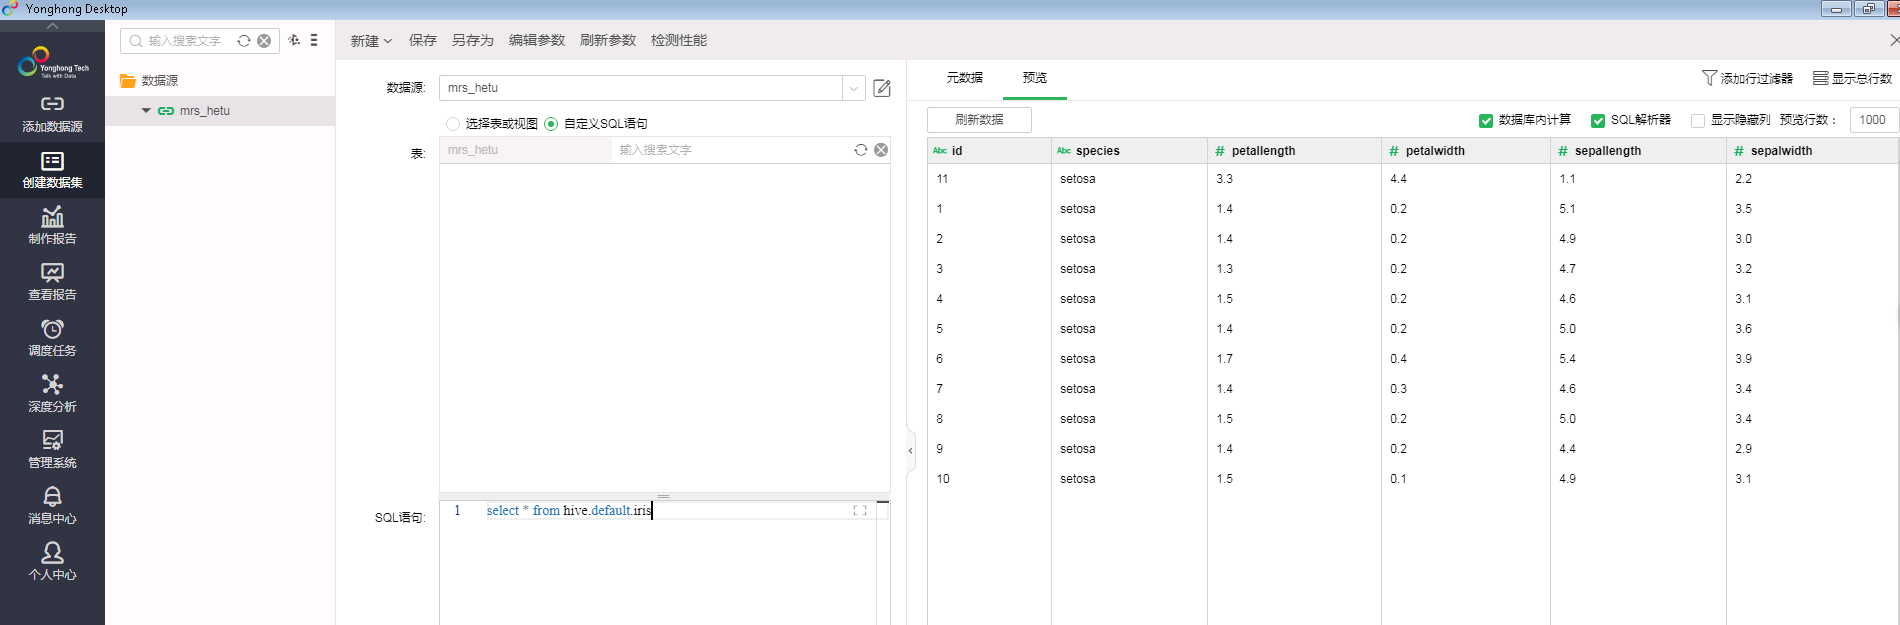 Yonghong Desktop
Yonghong Tech
Talk with Data
添加数据源
创建数据集
制作报告
查看报告
调度任务
深度分析
管理系统
消息中心
个人中心
输入搜索文字
数据源
mrs_hetu
新建 保存 另存为 编辑参数 刷新参数 检测性能
数据源: mrs_hetu
选择表或视图 自定义SQL语句
表: mrs_hetu 输入搜索文字
SQL语句: 1 select * from hive.default.iris
元数据 预览 添加行过滤器 显示总行数
刷新数据 数据库内计算 SQL解析器 显示隐藏列 预览行数： 1000
Abc id Abc species # petallength # petalwidth # sepallength # sepalwidth
11 setosa 3.3 4.4 1.1 2.2
1 setosa 1.4 0.2 5.1 3.5
2 setosa 1.4 0.2 4.9 3.0
3 setosa 1.3 0.2 4.7 3.2
4 setosa 1.5 0.2 4.6 3.1
5 setosa 1.4 0.2 5.0 3.6
6 setosa 1.7 0.4 5.4 3.9
7 setosa 1.4 0.3 4.6 3.4
8 setosa 1.5 0.2 5.0 3.4
9 setosa 1.4 0.2 4.4 2.9
10 setosa 1.5 0.1 4.9 3.1